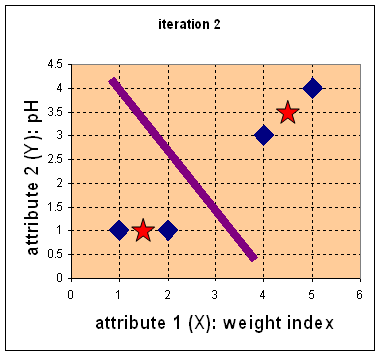 iteration 2
attribute 2 (Y): pH
4.5
4
3.5
3
2.5
2
1.5
1
0.5
0
0 1 2 3 4 5 6
attribute 1 (X): weight index